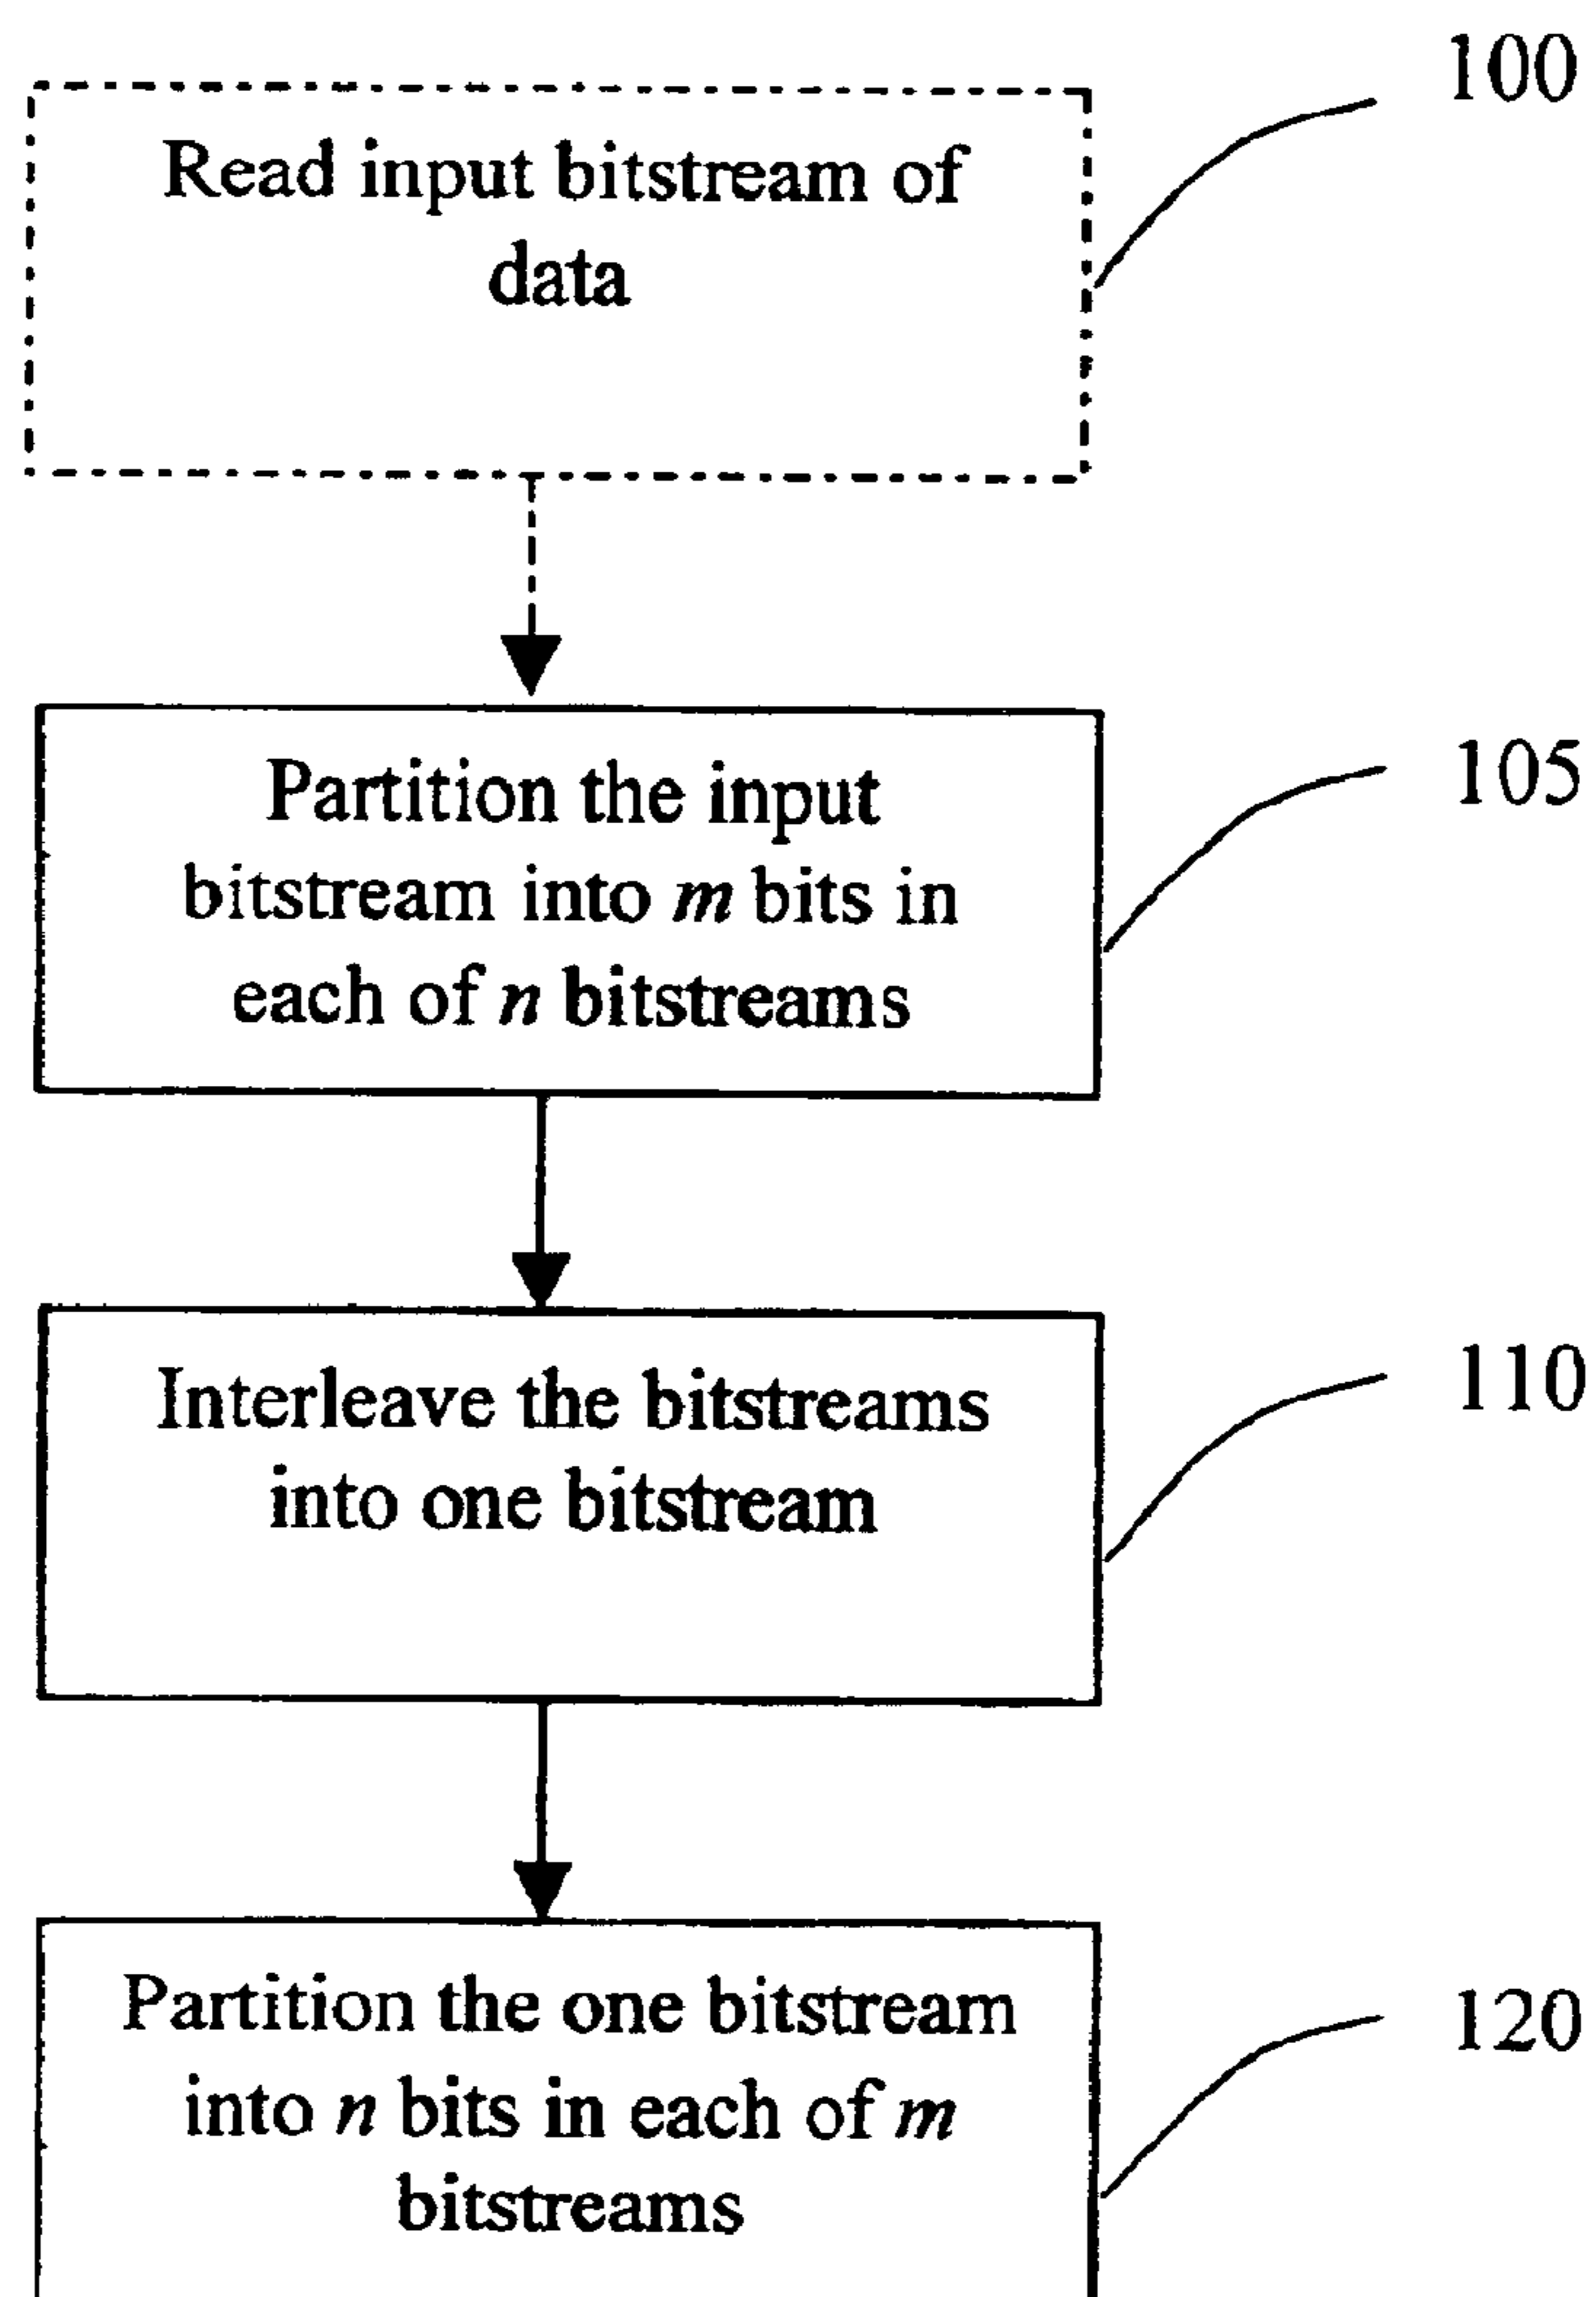 100
Read input bitstream of
data
105
Partition the input
bitstream into m bits in
each of n bitstreams
110
Interleave the bitstreams
into one bitstream
120
Partition the one bitstream
into n bits in each of m
bitstreams